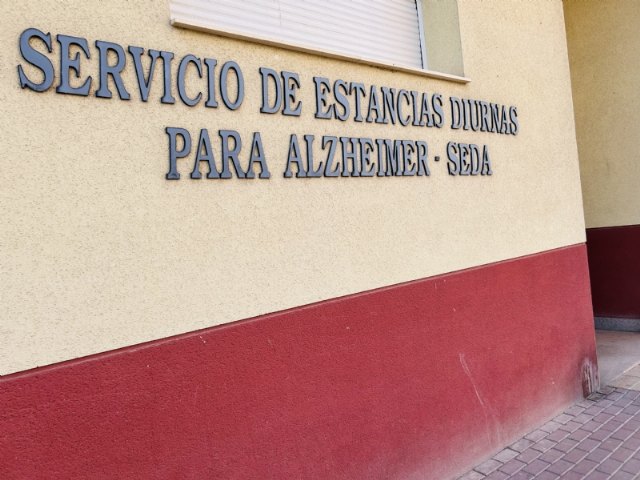 SERVICIO DE ESTANCIAS DIURNAS
PARA ALZHEIMER - SEDA